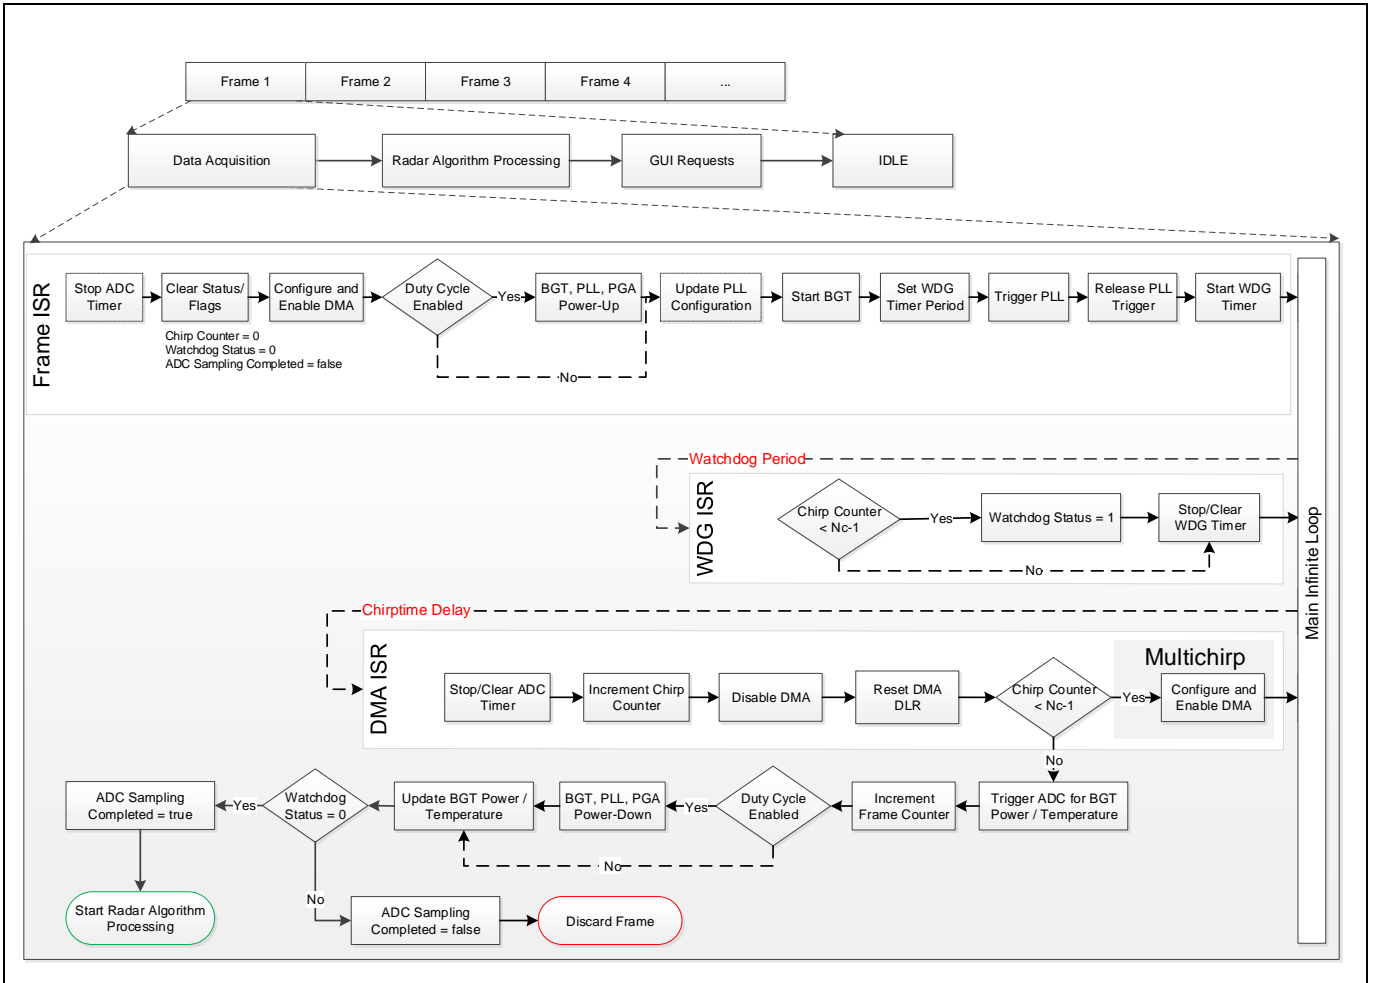 Frame 1
Frame 2
Frame 3
Frame 4
...
Data Acquisition
Radar Algorithm Processing
GUI Requests
IDLE
Frame ISR
Stop ADC
Timer
Clear Status/
Flags
Chirp Counter = 0
Watchdog Status = 0
ADC Sampling Completed = false
Configure and
Enable DMA
Duty Cycle
Enabled
Yes
No
BGT, PLL, PGA
Power-Up
Update PLL
Configuration
Start BGT
Set WDG
Timer Period
Trigger PLL
Release PLL
Trigger
Start WDG
Timer
Main Infinite Loop
Watchdog Period
WDG ISR
Chirp Counter
< Nc-1
Yes
No
Watchdog Status = 1
Stop/Clear
WDG Timer
Chirptime Delay
DMA ISR
Stop/Clear ADC
Timer
Increment Chirp
Counter
Disable DMA
Reset DMA
DLR
Chirp Counter
< Nc-1
Yes
No
Multichirp
Configure and
Enable DMA
Trigger ADC for BGT
Power / Temperature
Increment
Frame Counter
Duty Cycle
Enabled
Yes
No
BGT, PLL, PGA
Power-Down
Update BGT Power /
Temperature
Watchdog
Status = 0
Yes
No
ADC Sampling
Completed = true
Start Radar Algorithm
Processing
ADC Sampling
Completed = false
Discard Frame